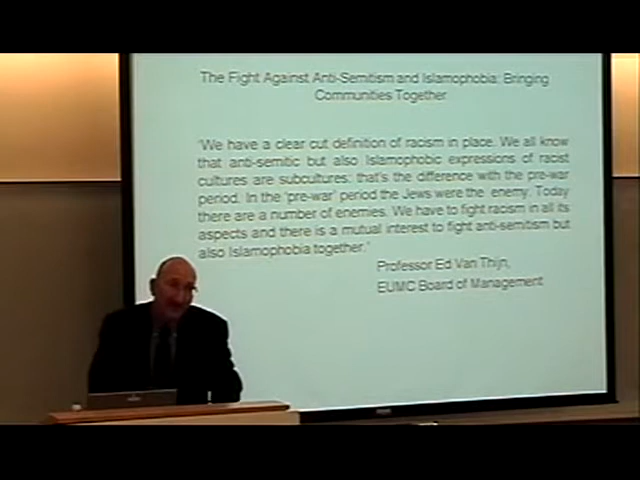 The Fight Against Anti-Semitism and Islamophobia: Bringing
Communities Together
'We have a clear cut definition of racism in place. We all know
that anti-semitic but also Islamophobic expressions of racist
cultures are subcultures: that's the difference with the pre-war
period. In the 'pre-war' period the Jews were the enemy. Today
there are a number of enemies. We have to fight racism in all its
aspects and there is a mutual interest to fight anti-semitism but
also Islamophobia together.'
Professor Ed Van Thijn,
EUMC Board of Management